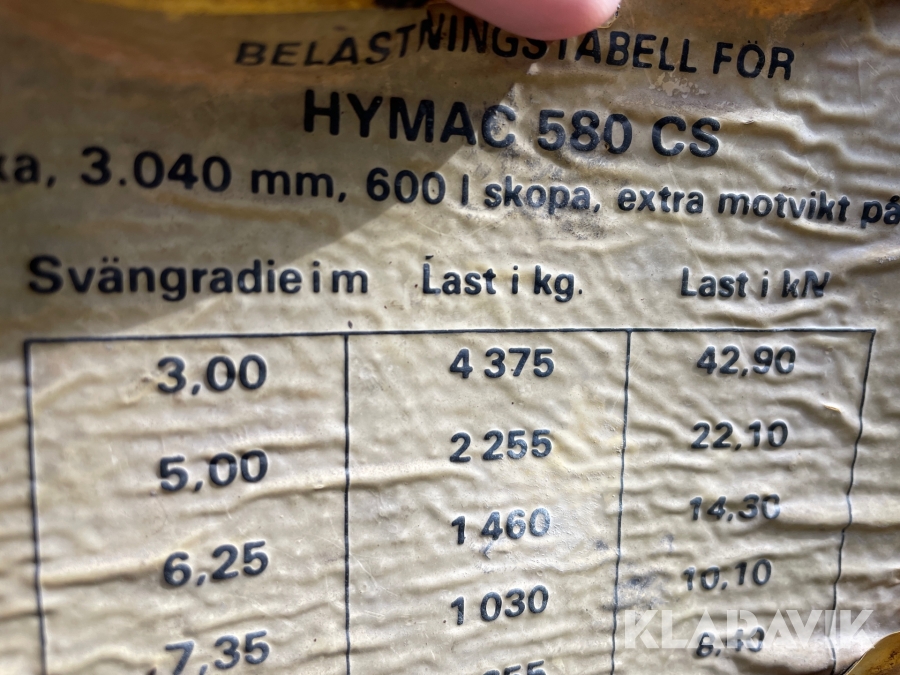 BELASTNINGSTABELL FÖR
HYMAC 580 CS
3.040 mm, 600 l skopa, extra motvikt på
Svängradie i m Last i kg. Last i kN
3,00 4 375 42,90
5,00 2 255 22,10
6,25 1 460 14,30
7,35 1 030 10,10
KLARAVIK